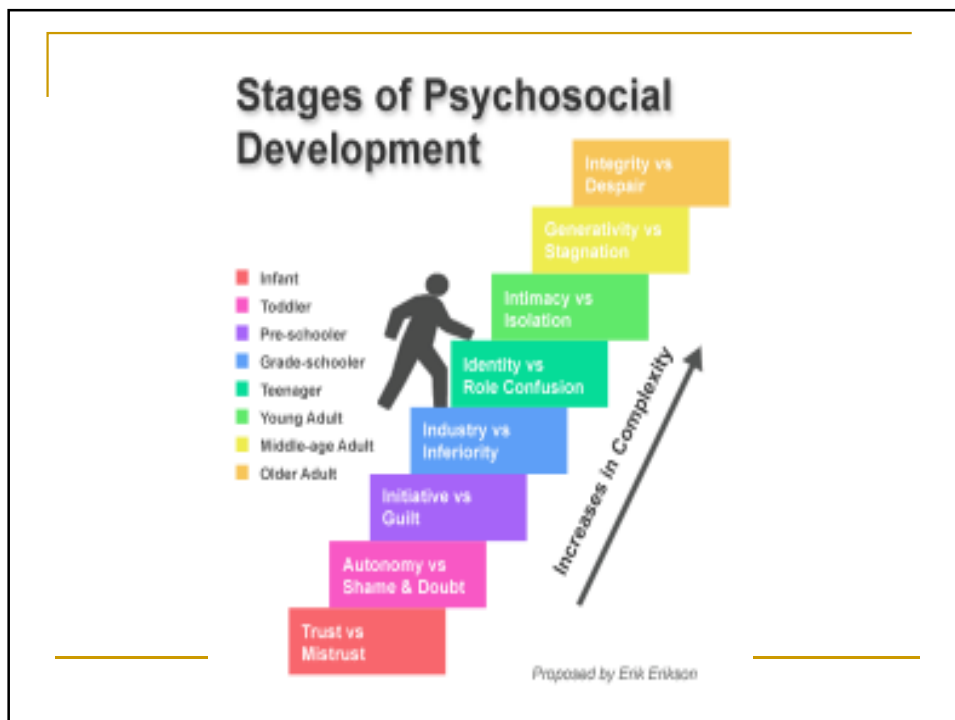 Stages of Psychosocial
Development
Integrity vs
Despair
Generativity vs
Stagnation
Intimacy vs
Isolation
Identity vs
Role Confusion
Industry vs
Inferiority
Initiative vs
Guilt
Autonomy vs
Shame & Doubt
Trust vs
Mistrust
Infant
Toddler
Pre-schooler
Grade-schooler
Teenager
Young Adult
Middle-age Adult
Older Adult
Increases in Complexity
Proposed by Erik Erikson